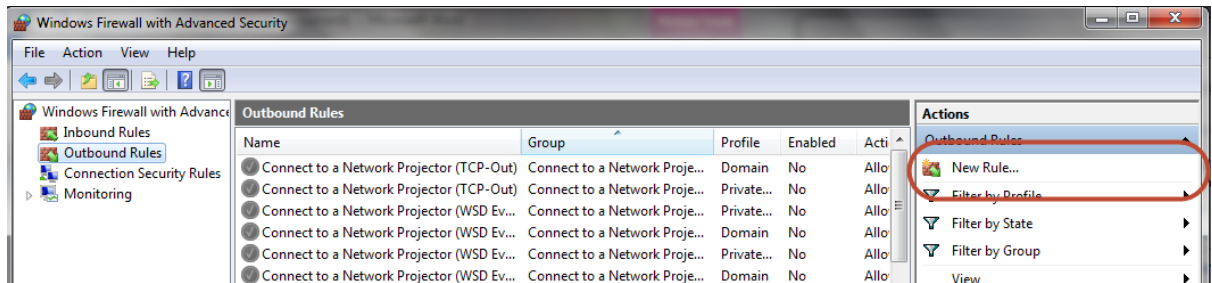 Windows Firewall with Advanced Security
File Action View Help
Windows Firewall with Advance
Inbound Rules
Outbound Rules
Connection Security Rules
Monitoring
Outbound Rules
Name Group Profile Enabled Acti
Connect to a Network Projector (TCP-Out) Connect to a Network Proje... Domain No Allo
Connect to a Network Projector (TCP-Out) Connect to a Network Proje... Private... No Allo
Connect to a Network Projector (WSD Ev... Connect to a Network Proje... Private... No Allo
Connect to a Network Projector (WSD Ev... Connect to a Network Proje... Domain No Allo
Connect to a Network Projector (WSD Ev... Connect to a Network Proje... Private... No Allo
Connect to a Network Projector (WSD Ev... Connect to a Network Proje... Domain No Allo
Actions
Outbound Rules
New Rule...
Filter by Profile
Filter by State
Filter by Group
View